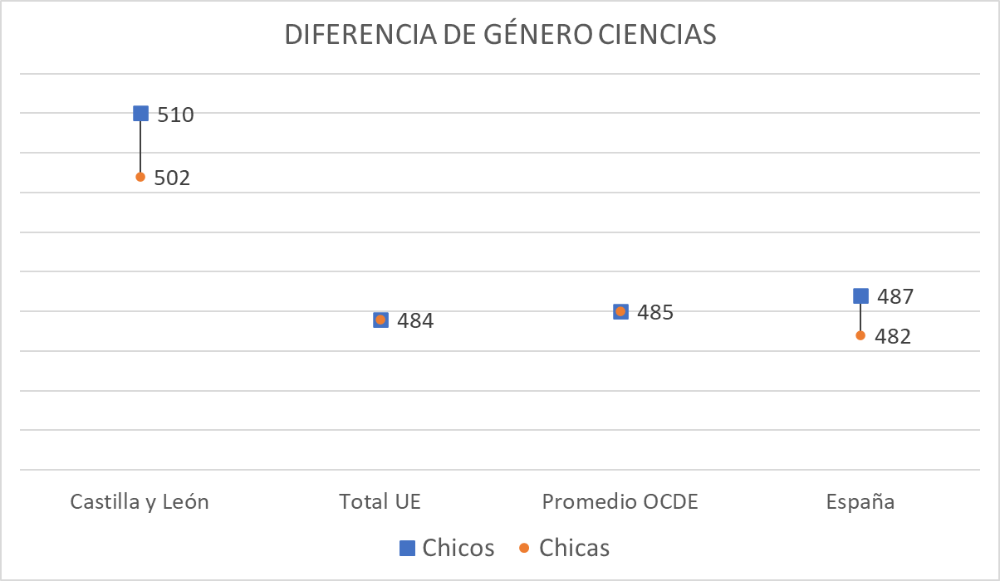 DIFERENCIA DE GÉNERO CIENCIAS
510
502
484
485
487
482
Castilla y León
Total UE
Promedio OCDE
España
Chicos
Chicas